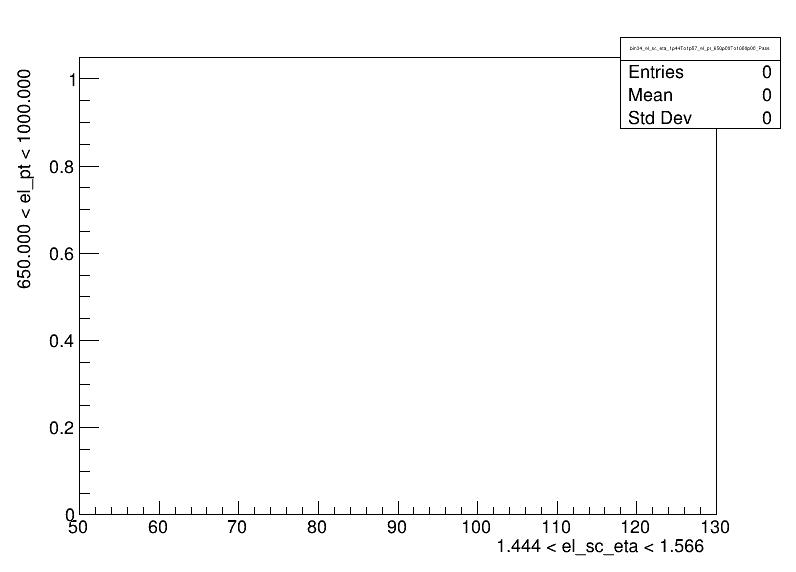 bin34_el_sc_eta_1p44To1p57_el_pt_650p00To1000p00_Pass
Entries 0
Mean 0
Std Dev 0
650.000 < el_pt < 1000.000
1
0.8
0.6
0.4
0.2
0
50 60 70 80 90 100 110 120 130
1.444 < el_sc_eta < 1.566